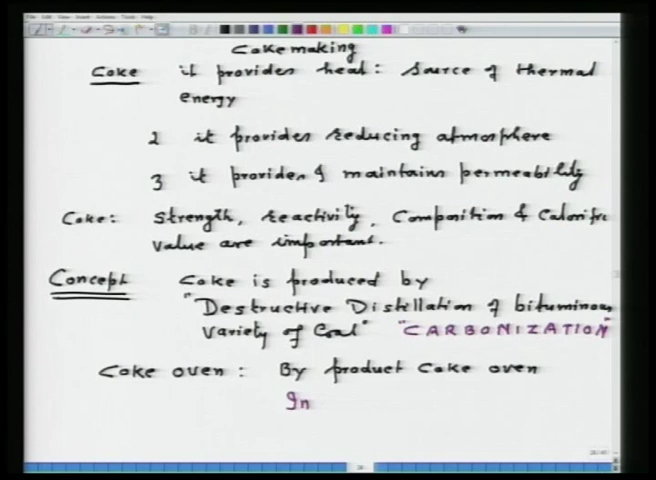 Coke making
Coke it provides heat: source of thermal
energy
2 it provides reducing atmosphere
3 it provides & maintains permeability
Coke: Strength, reactivity, Composition & Calorific
value are important.
Concept Coke is produced by
"Destructive Distillation of bituminous
variety of Coal" "CARBONIZATION"
Coke oven: By product Coke oven
In